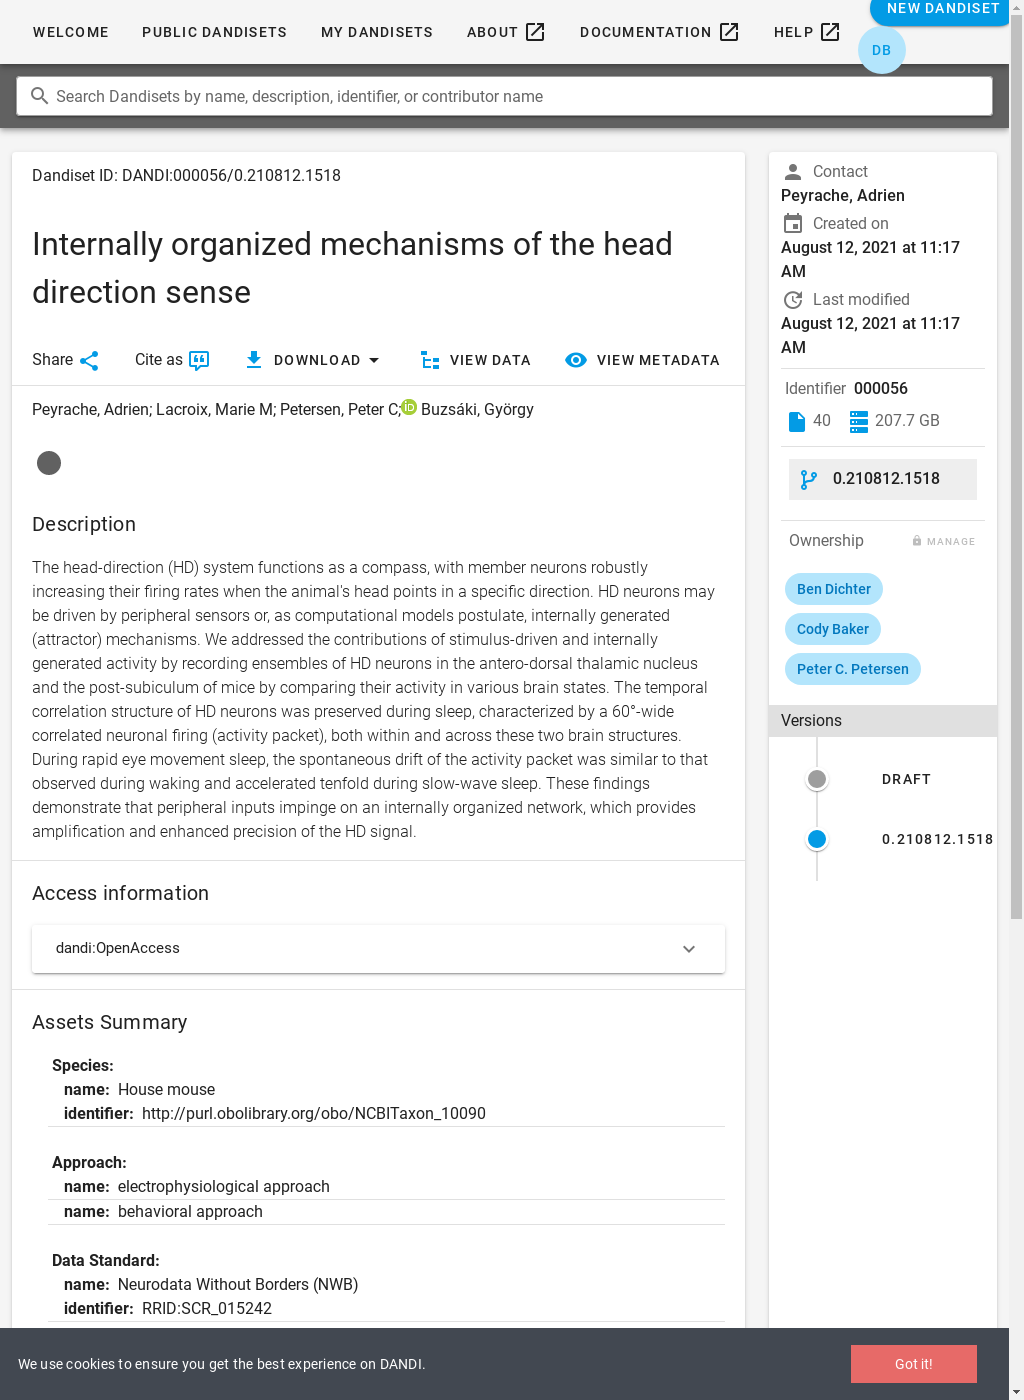 WELCOME
PUBLIC DANDISETS
MY DANDISETS
ABOUT
DOCUMENTATION
HELP
NEW DANDISET
DB
Search Dandisets by name, description, identifier, or contributor name
Dandiset ID: DANDI:000056/0.210812.1518
Internally organized mechanisms of the head
direction sense
Share
Cite as
DOWNLOAD
VIEW DATA
VIEW METADATA
Peyrache, Adrien; Lacroix, Marie M; Petersen, Peter C; iD Buzsáki, György
Description
The head-direction (HD) system functions as a compass, with member neurons robustly
increasing their firing rates when the animal's head points in a specific direction. HD neurons may
be driven by peripheral sensors or, as computational models postulate, internally generated
(attractor) mechanisms. We addressed the contributions of stimulus-driven and internally
generated activity by recording ensembles of HD neurons in the antero-dorsal thalamic nucleus
and the post-subiculum of mice by comparing their activity in various brain states. The temporal
correlation structure of HD neurons was preserved during sleep, characterized by a 60°-wide
correlated neuronal firing (activity packet), both within and across these two brain structures.
During rapid eye movement sleep, the spontaneous drift of the activity packet was similar to that
observed during waking and accelerated tenfold during slow-wave sleep. These findings
demonstrate that peripheral inputs impinge on an internally organized network, which provides
amplification and enhanced precision of the HD signal.
Access information
dandi:OpenAccess
Assets Summary
Species:
name: House mouse
identifier: http://purl.obolibrary.org/obo/NCBITaxon_10090
Approach:
name: electrophysiological approach
name: behavioral approach
Data Standard:
name: Neurodata Without Borders (NWB)
identifier: RRID:SCR_015242
Contact
Peyrache, Adrien
Created on
August 12, 2021 at 11:17
AM
Last modified
August 12, 2021 at 11:17
AM
Identifier 000056
40
207.7 GB
0.210812.1518
Ownership
MANAGE
Ben Dichter
Cody Baker
Peter C. Petersen
Versions
DRAFT
0.210812.1518
We use cookies to ensure you get the best experience on DANDI.
Got it!